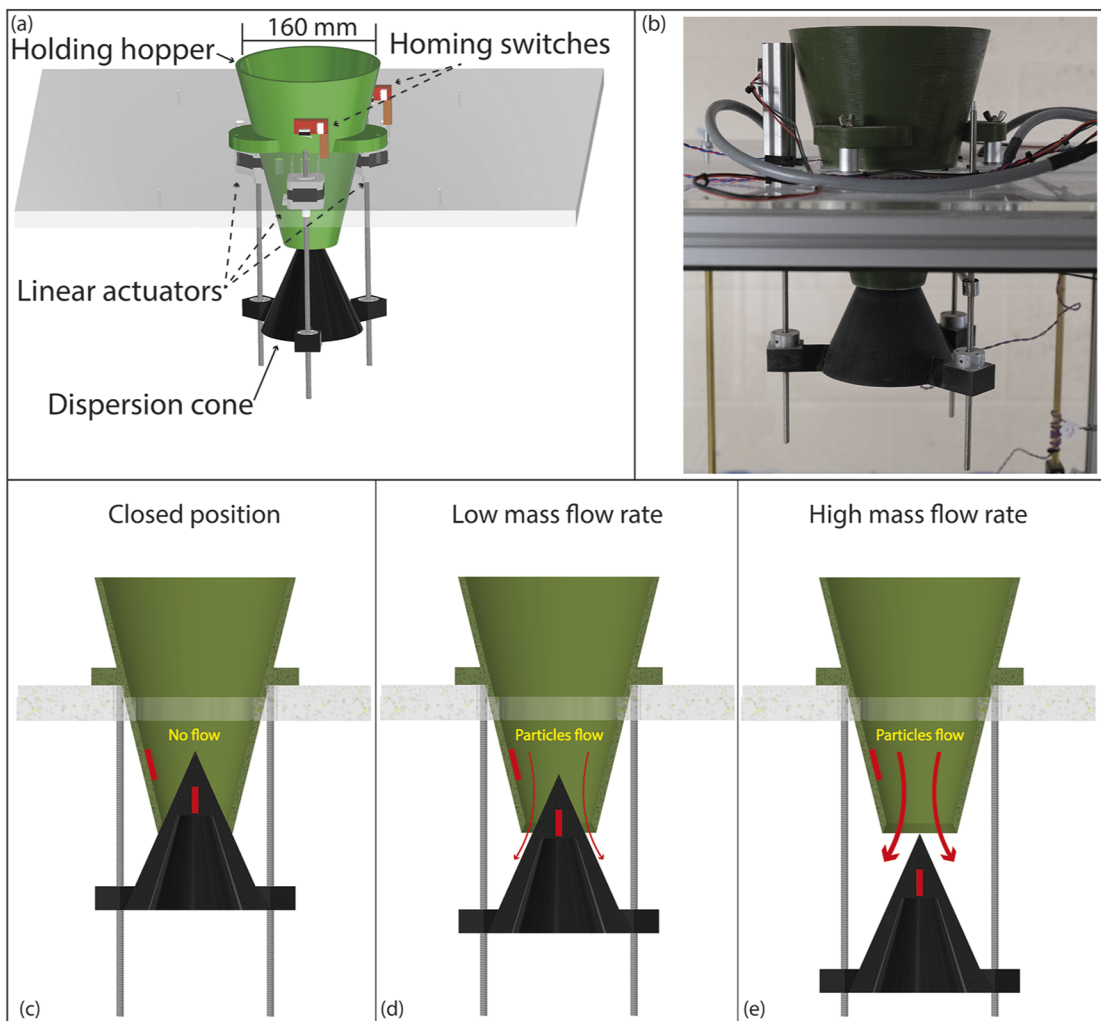 (a)
160 mm
Holding hopper
Homing switches
Linear actuators
Dispersion cone
(b)
Closed position
Low mass flow rate
High mass flow rate
No flow
Particles flow
Particles flow
(c)
(d)
(e)